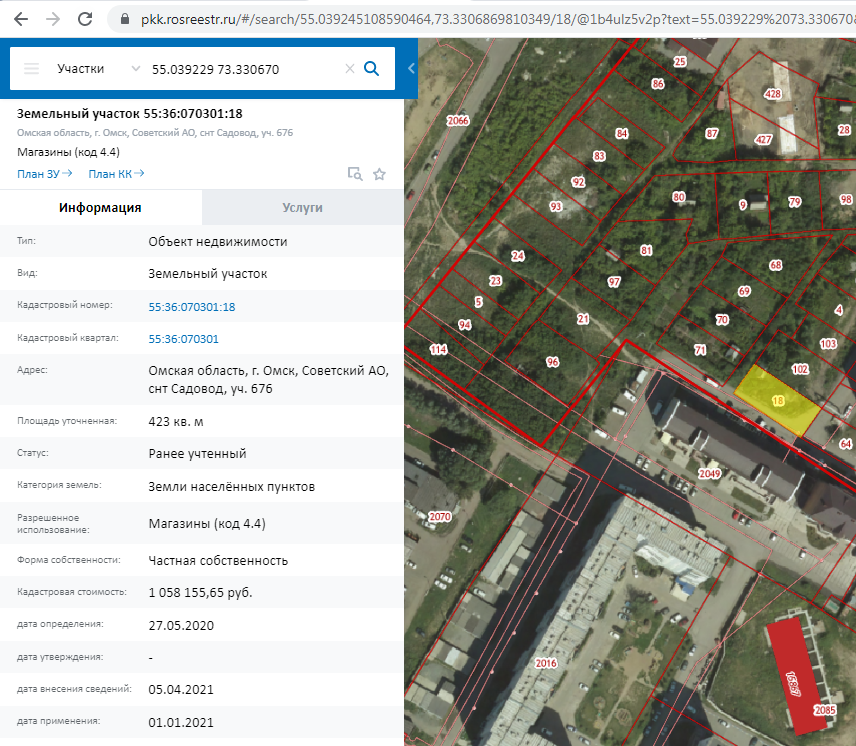 pkk.rosreestr.ru/#/search/55.039245108590464,73.3306869810349/18/@1b4ulz5v2p?text=55.039229%2073.330670&
Участки
55.039229 73.330670
Земельный участок 55:36:070301:18
Омская область, г. Омск, Советский АО, снт Садовод, уч. 676
Магазины (код 4.4)
План ЗУ→ План КК→
Информация
Услуги
Тип: Объект недвижимости
Вид: Земельный участок
Кадастровый номер: 55:36:070301:18
Кадастровый квартал: 55:36:070301
Адрес: Омская область, г. Омск, Советский АО,
снт Садовод, уч. 676
Площадь уточненная: 423 кв. м
Статус: Ранее учтенный
Категория земель: Земли населённых пунктов
Разрешенное
использование: Магазины (код 4.4)
Форма собственности: Частная собственность
Кадастровая стоимость: 1 058 155,65 руб.
дата определения: 27.05.2020
дата утверждения: -
дата внесения сведений: 05.04.2021
дата применения: 01.01.2021
25
86
428
2066
84
87
427
28
83
92
80
93
9
79
98
24
81
68
23
97
69
5
4
21
70
94
103
114
71
96
102
18
64
2049
2070
2016
15857
2085